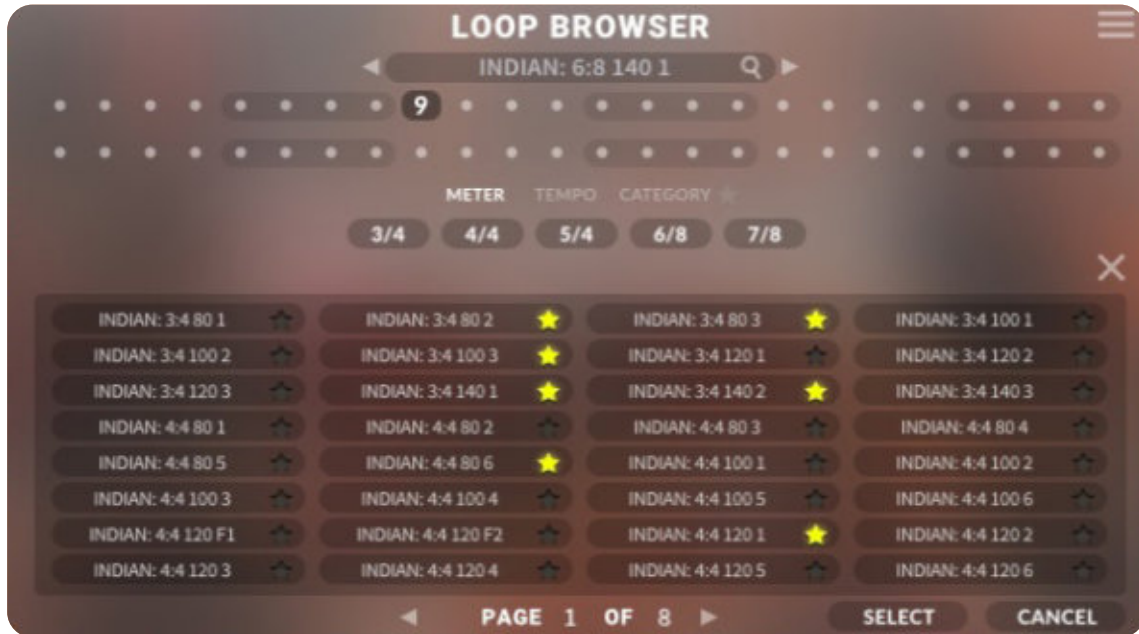 LOOP BROWSER
INDIAN: 6:8 140 1
9
METER TEMPO CATEGORY
3/4 4/4 5/4 6/8 7/8
INDIAN: 3:4 80 1 INDIAN: 3:4 80 2 INDIAN: 3:4 80 3 INDIAN: 3:4 100 1
INDIAN: 3:4 100 2 INDIAN: 3:4 100 3 INDIAN: 3:4 120 1 INDIAN: 3:4 120 2
INDIAN: 3:4 120 3 INDIAN: 3:4 140 1 INDIAN: 3:4 140 2 INDIAN: 3:4 140 3
INDIAN: 4:4 80 1 INDIAN: 4:4 80 2 INDIAN: 4:4 80 3 INDIAN: 4:4 80 4
INDIAN: 4:4 80 5 INDIAN: 4:4 80 6 INDIAN: 4:4 100 1 INDIAN: 4:4 100 2
INDIAN: 4:4 100 3 INDIAN: 4:4 100 4 INDIAN: 4:4 100 5 INDIAN: 4:4 100 6
INDIAN: 4:4 120 F1 INDIAN: 4:4 120 F2 INDIAN: 4:4 120 1 INDIAN: 4:4 120 2
INDIAN: 4:4 120 3 INDIAN: 4:4 120 4 INDIAN: 4:4 120 5 INDIAN: 4:4 120 6
PAGE 1 OF 8 SELECT CANCEL